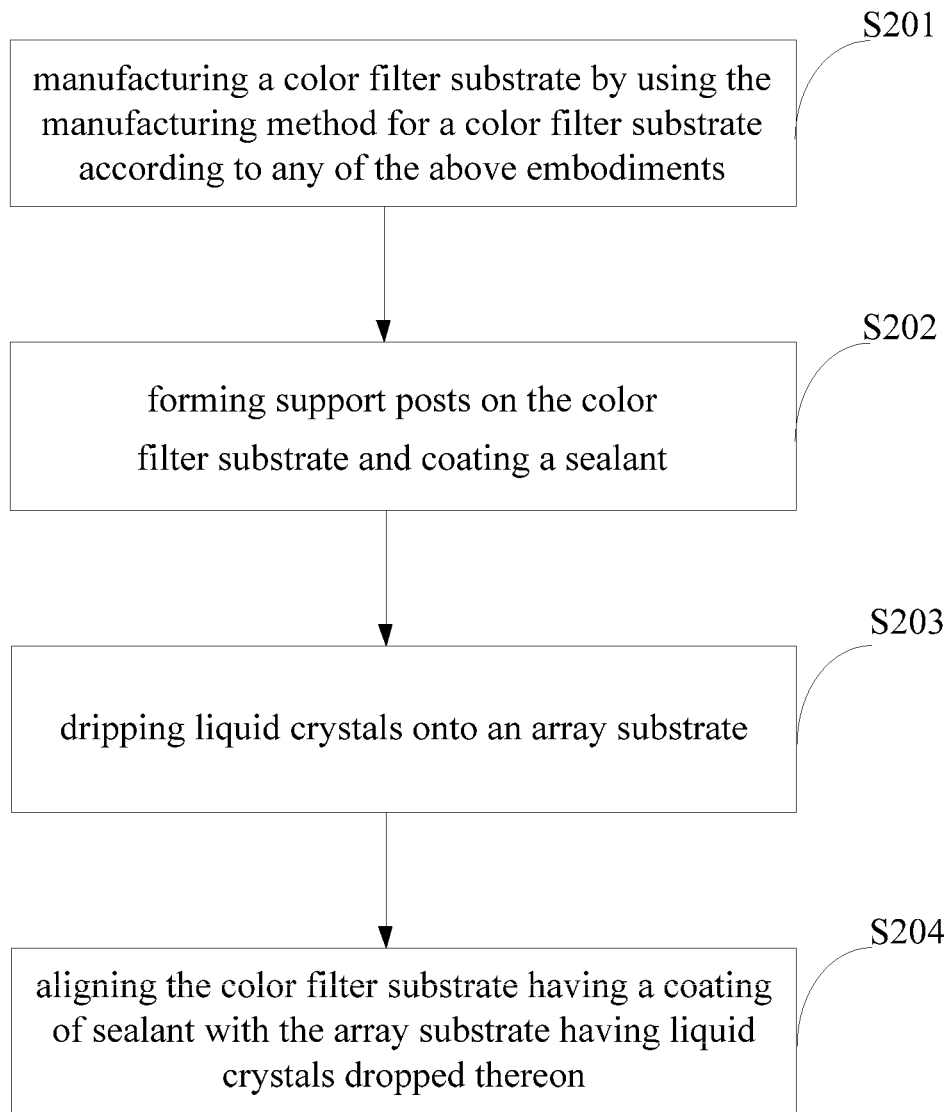 S201
manufacturing a color filter substrate by using the
manufacturing method for a color filter substrate
according to any of the above embodiments
S202
forming support posts on the color
filter substrate and coating a sealant
S203
dripping liquid crystals onto an array substrate
S204
aligning the color filter substrate having a coating
of sealant with the array substrate having liquid
crystals dropped thereon